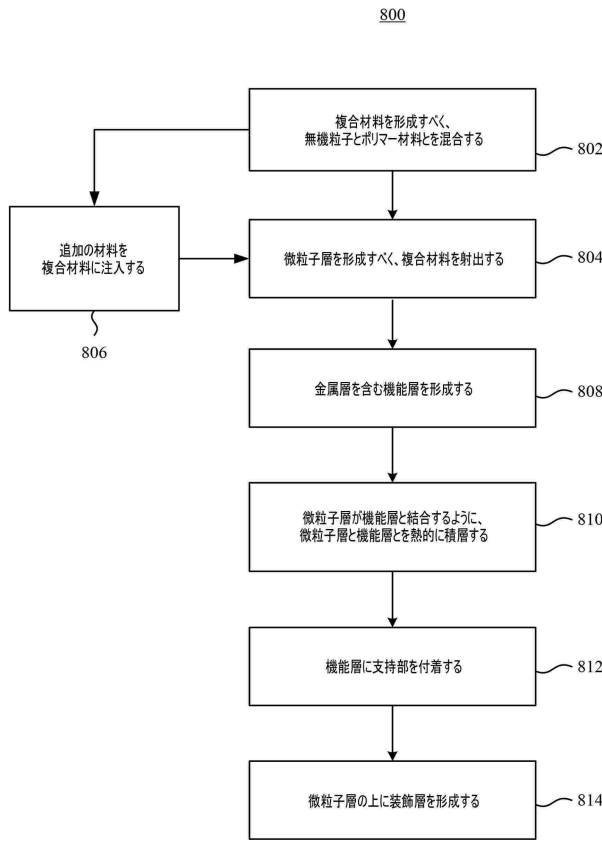 800
複合材料を形成すべく、
無機粒子とポリマー材料とを混合する
802
追加の材料を
複合材料に注入する
806
微粒子層を形成すべく、複合材料を射出する
804
金属層を含む機能層を形成する
808
微粒子層が機能層と結合するように、
微粒子層と機能層とを熱的に積層する
810
機能層に支持部を付着する
812
微粒子層の上に装飾層を形成する
814